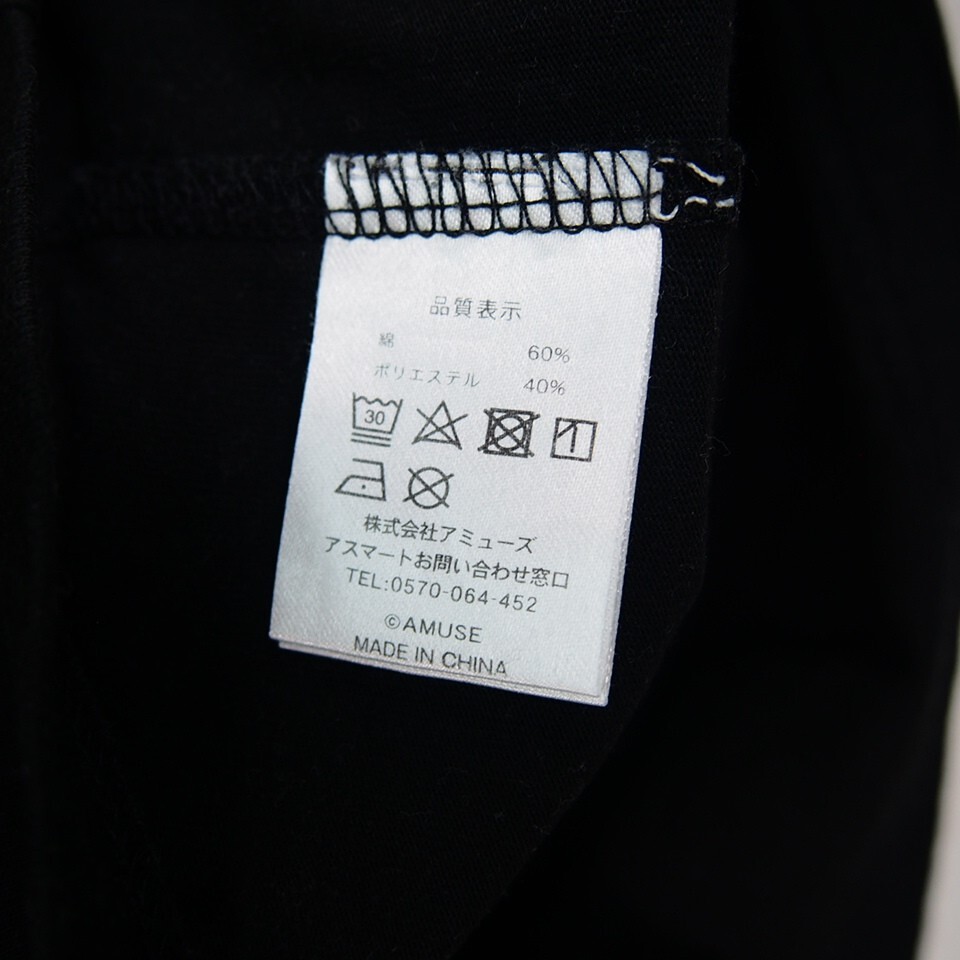 品質表示
綿 60%
ポリエステル 40%
30
株式会社アミューズ
アスマートお問い合わせ窓口
TEL:0570-064-452
©AMUSE
MADE IN CHINA